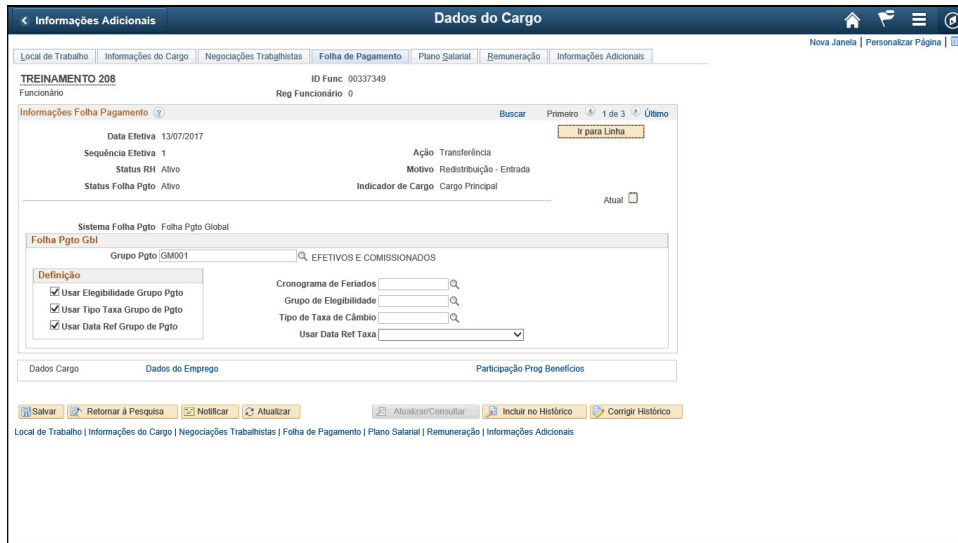 Informações Adicionais Dados do Cargo
Nova Janela | Personalizar Página |
Local de Trabalho Informações do Cargo Negociações Trabalhistas Folha de Pagamento Plano Salarial Remuneração Informações Adicionais
TREINAMENTO 208 ID Func 00337349
Funcionário Reg Funcionário 0
Informações Folha Pagamento ? Buscar Primeiro 1 de 3 Último
Data Efetiva 13/07/2017 Ir para Linha
Sequência Efetiva 1 Ação Transferência
Status RH Ativo Motivo Redistribuição - Entrada
Status Folha Pgto Ativo Indicador de Cargo Cargo Principal
Atual
Sistema Folha Pgto Folha Pgto Global
Folha Pgto Gbl
Grupo Pgto GM001 EFETIVOS E COMISSIONADOS
Definição
Usar Elegibilidade Grupo Pgto
Usar Tipo Taxa Grupo de Pgto
Usar Data Ref Grupo de Pgto
Cronograma de Feriados
Grupo de Elegibilidade
Tipo de Taxa de Câmbio
Usar Data Ref Taxa
Dados Cargo Dados do Emprego Participação Prog Benefícios
Salvar Retornar à Pesquisa Notificar Atualizar Atualizar/Consultar Incluir no Histórico Corrigir Histórico
Local de Trabalho | Informações do Cargo | Negociações Trabalhistas | Folha de Pagamento | Plano Salarial | Remuneração | Informações Adicionais